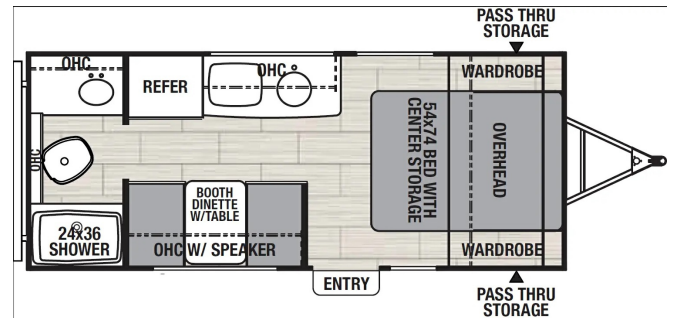 PASS THRU
STORAGE
OHC
REFER
OHC
WARDROBE
54x74 BED WITH
CENTER STORAGE
OVERHEAD
OHC
BOOTH
DINETTE
W/TABLE
24x36
SHOWER
OHC W/ SPEAKER
WARDROBE
ENTRY
PASS THRU
STORAGE